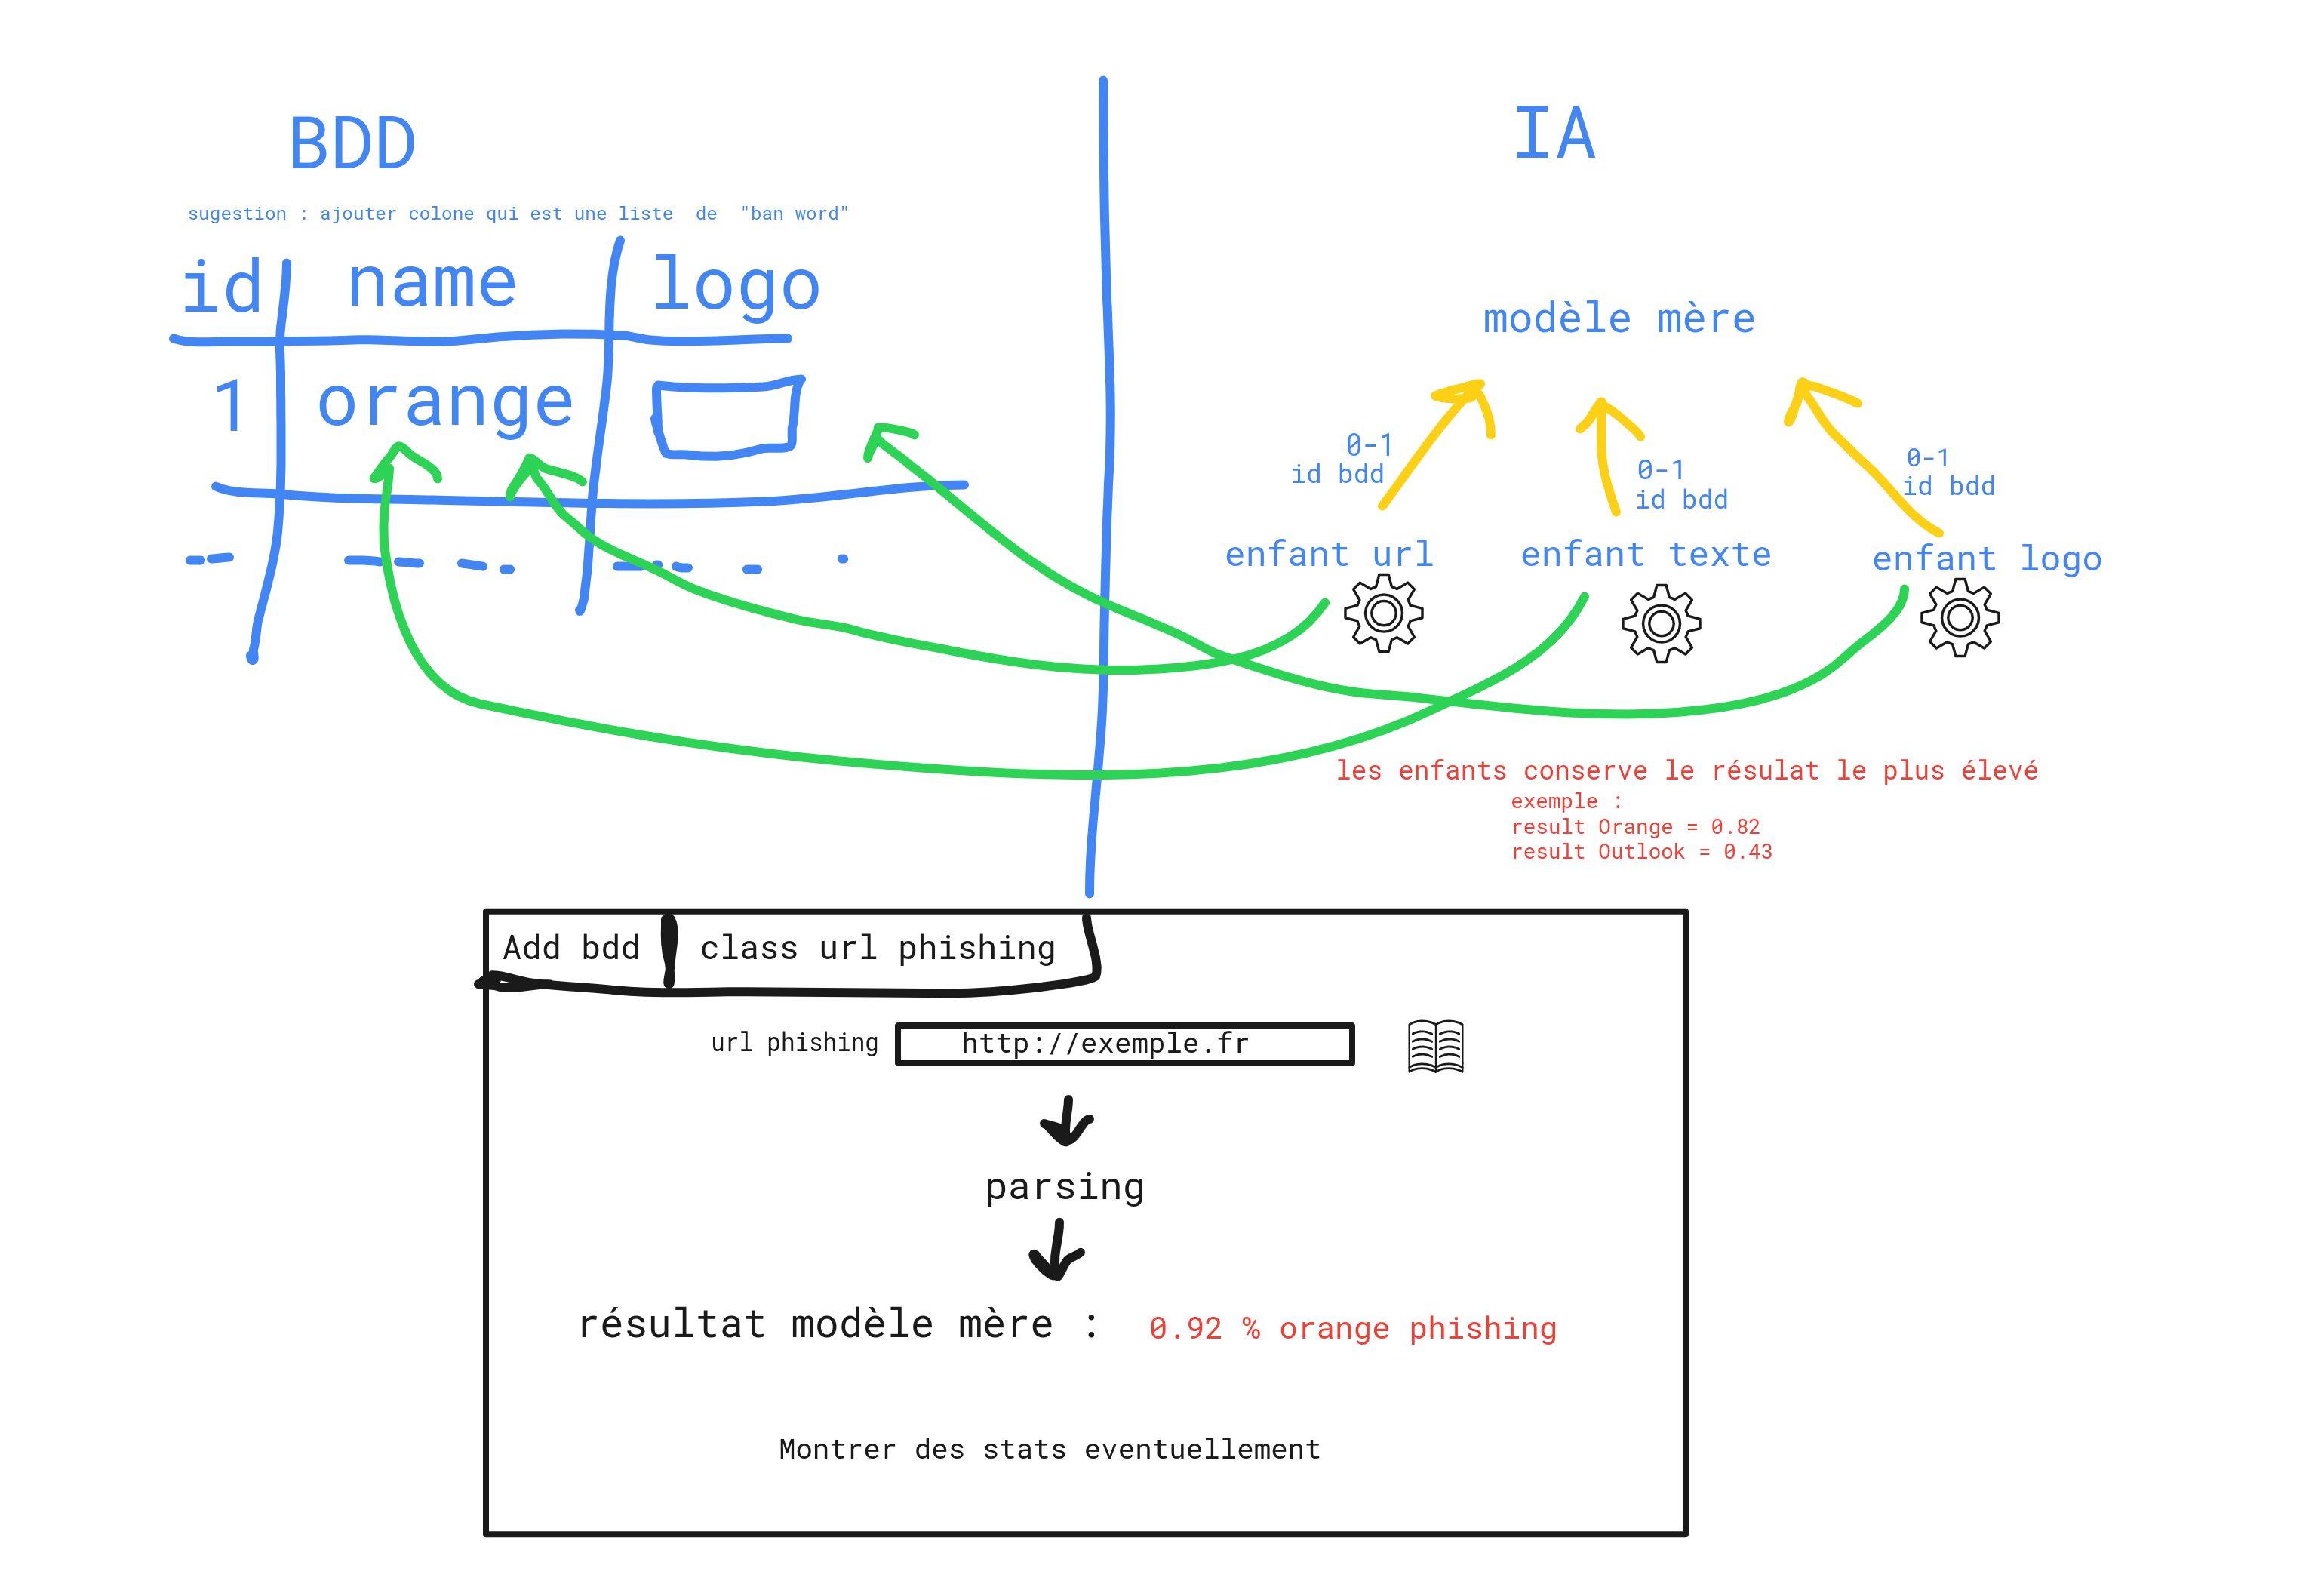 BDD
sugestion : ajouter colone qui est une liste de "ban word"
id name logo
1 orange
IA
modèle mère
0-1
id bdd
0-1
id bdd
0-1
id bdd
enfant url
enfant texte
enfant logo
les enfants conserve le résulat le plus élevé
exemple :
result Orange = 0.82
result Outlook = 0.43
Add bdd
class url phishing
url phishing
http://exemple.fr
parsing
résultat modèle mère : 0.92 % orange phishing
Montrer des stats eventuellement